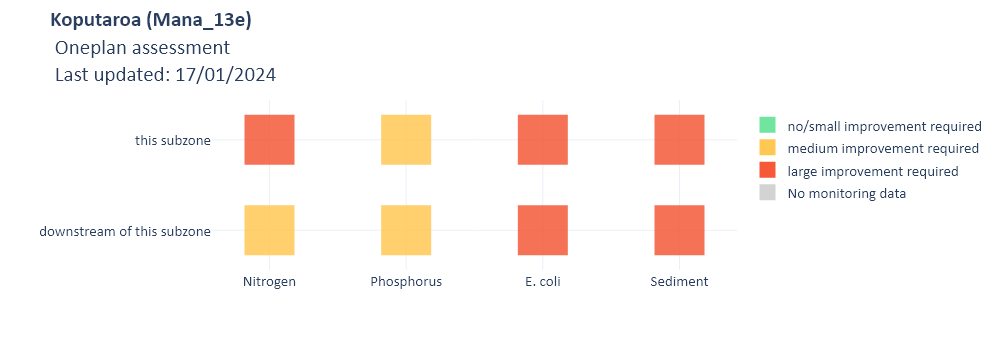 Koputaroa (Mana_13e)
Oneplan assessment
Last updated: 17/01/2024
this subzone
downstream of this subzone
Nitrogen
Phosphorus
E. coli
Sediment
no/small improvement required
medium improvement required
large improvement required
No monitoring data